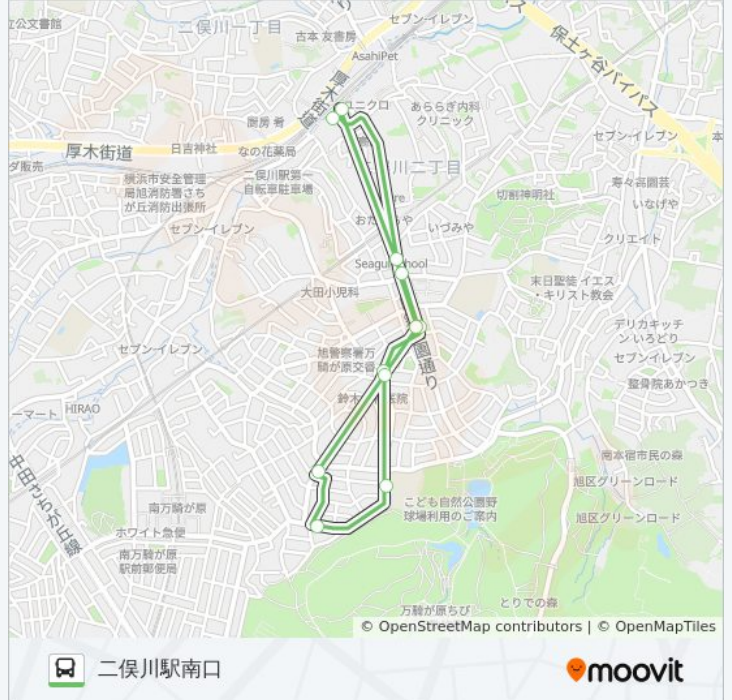 立公文書館
二俣川一丁目
古本 友書房
セブン-イレブン
ス
AsahiPet
保土ヶ谷バイパス
厚木街道
ユニクロ
あららぎ内科
クリニック
厨房 肴
セブン-イレブン
本
厚木街道
日吉神社
なの花薬局
ダ販売
川二丁目
横浜市安全管理
局旭消防署さち
が丘消防出張所
二俣川駅第一
自転車駐車場
寿々喜園芸
切割神明社
いなげや
re
おた
や
いづみや
セブン-イレブン
クリエイト
Seagu
hool
大田小児科
末日聖徒 イエス
・キリスト教会
デリカキッチ
ン いろどり
セブン-イレブン
旭警察署万
騎が原交番
園通り
セブン-イレブン
整骨院あかつき
鈴木
医院
ーマート
HIRAO
中田さちが丘線
南本宿市民の森
旭区グリーンロード
こども自然公園野
球場利用のご案内
南万騎が原
旭区グリーンロード
ホワイト急便
南万騎が原
駅前郵便局
とりでの森
万騎が原ちび
© OpenStreetMap contributors | © OpenMapTiles
二俣川駅南口
moovit